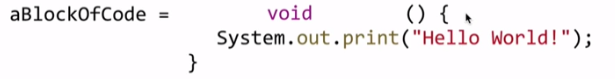 aBlockOfCode = void () {
System.out.print("Hello World!");
}